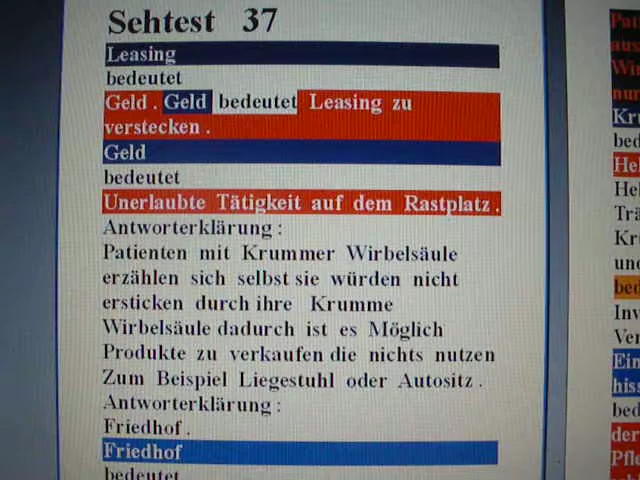 Sehtest 37
Leasing
bedeutet
Geld . Geld bedeutet Leasing zu
verstecken .
Geld
bedeutet
Unerlaubte Tätigkeit auf dem Rastplatz .
Antworterklärung :
Patienten mit Krummer Wirbelsäule
erzählen sich selbst sie würden nicht
ersticken durch ihre Krumme
Wirbelsäule dadurch ist es Möglich
Produkte zu verkaufen die nichts nutzen
Zum Beispiel Liegestuhl oder Autositz .
Antworterklärung :
Friedhof .
Friedhof
bedeutet